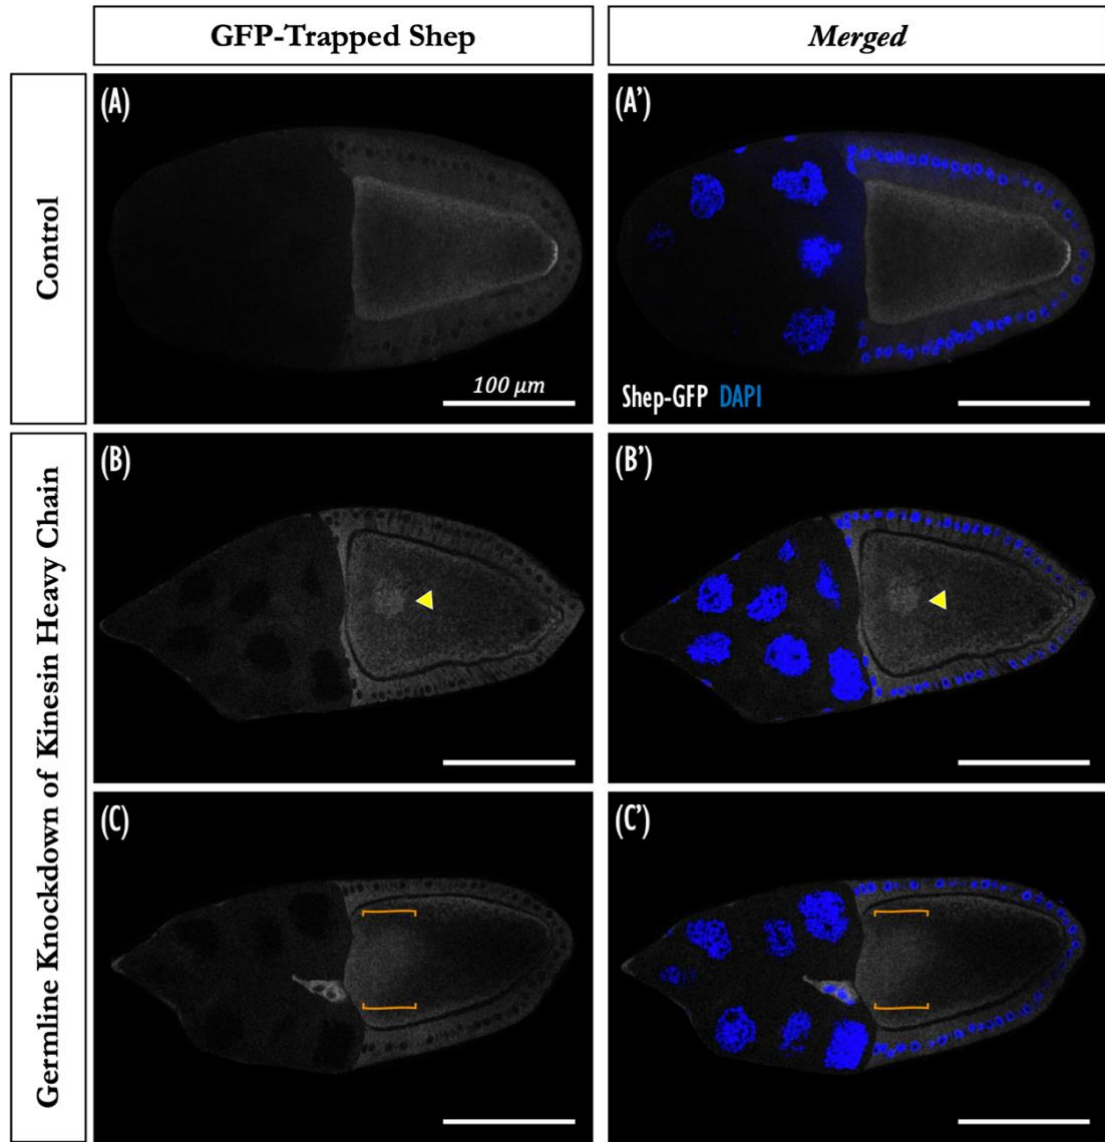 GFP-Trapped Shep
Merged
Control
(A)
100 µm
(A')
Shep-GFP DAPI
Germline Knockdown of Kinesin Heavy Chain
(B)
(B')
(C)
(C')